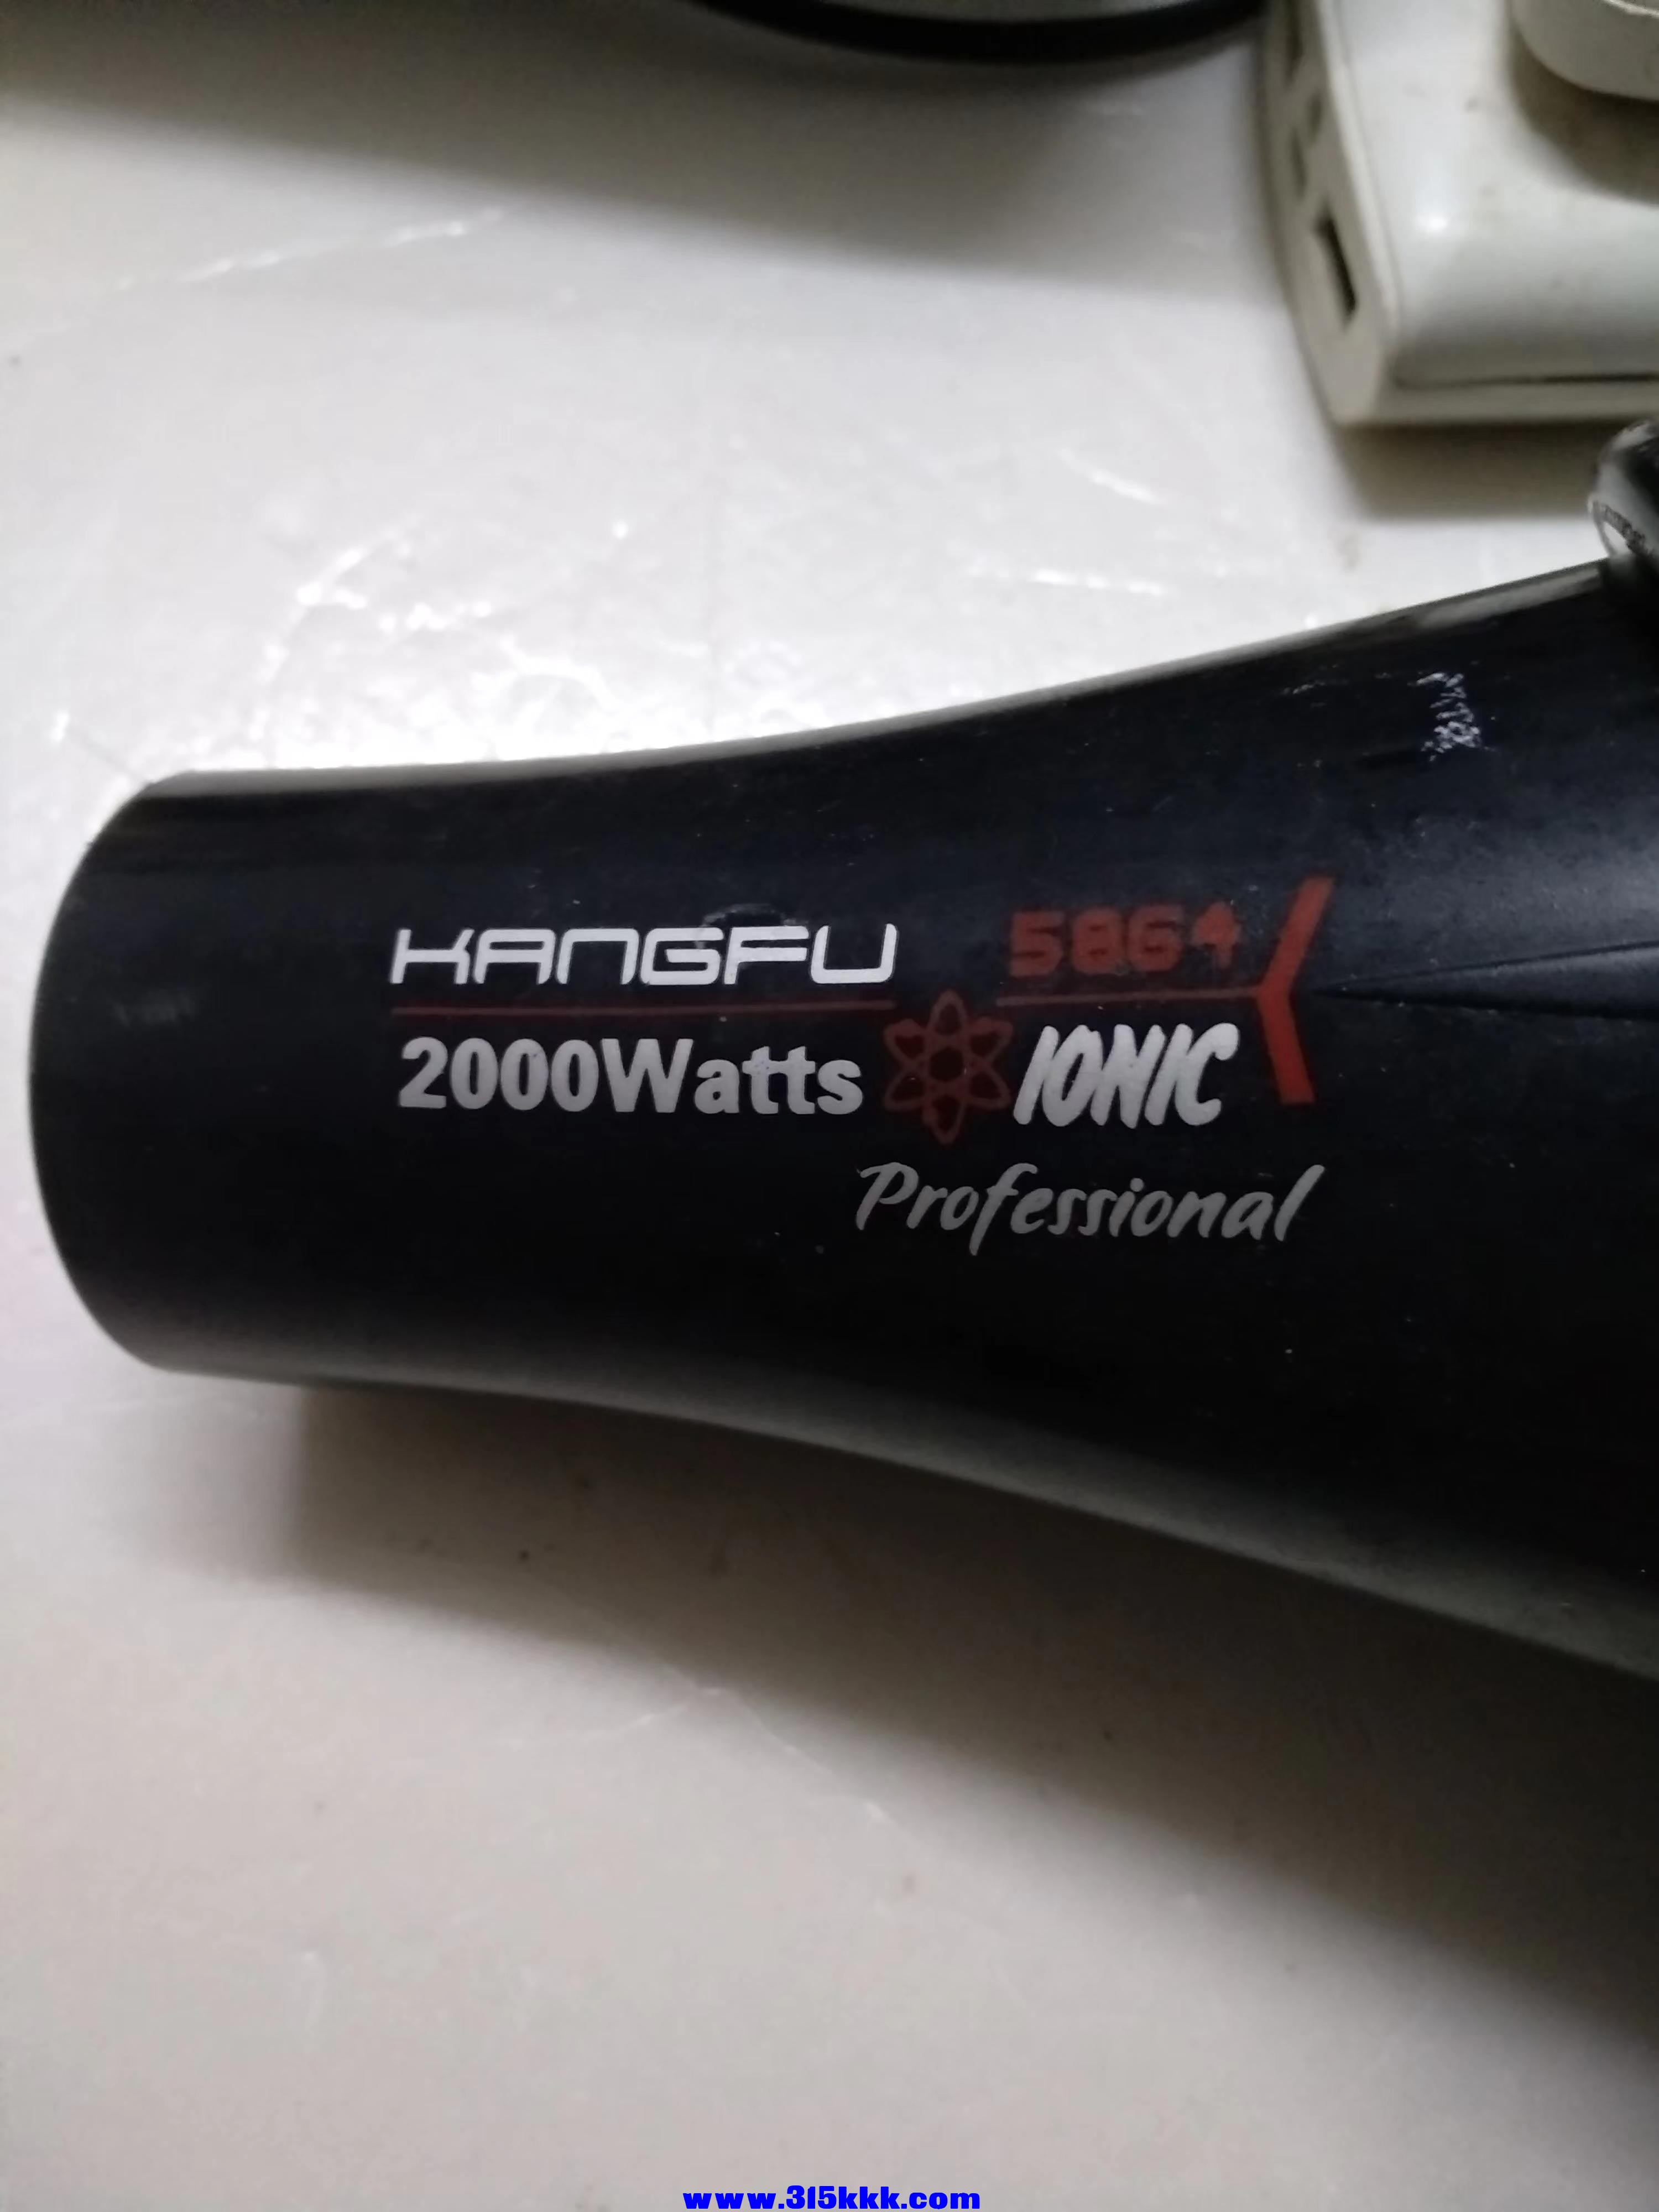 KANGFU 5864
2000Watts IONIC
Professional
www.315kkk.com